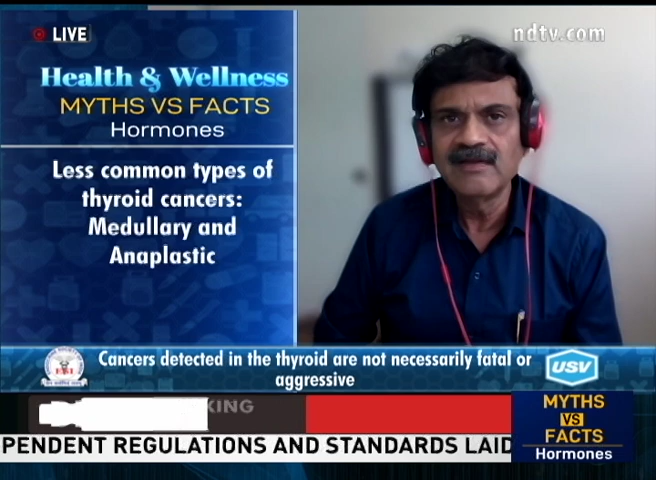 LIVE
ndtv.com
Health & Wellness
MYTHS VS FACTS
Hormones
Less common types of
thyroid cancers:
Medullary and
Anaplastic
Cancers detected in the thyroid are not necessarily fatal or
aggressive
USV
KING
PENDENT REGULATIONS AND STANDARDS LAID
MYTHS
VS
FACTS
Hormones